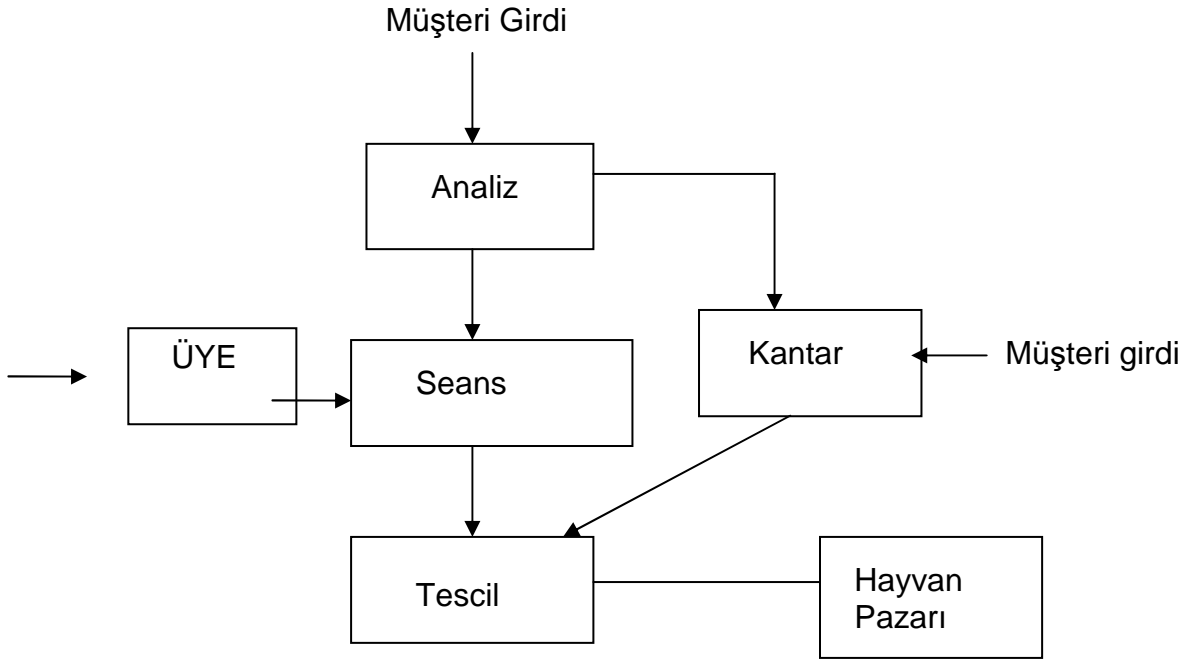 Müşteri Girdi
Analiz
ÜYE
Seans
Kantar
Müşteri girdi
Tescil
Hayvan
Pazarı